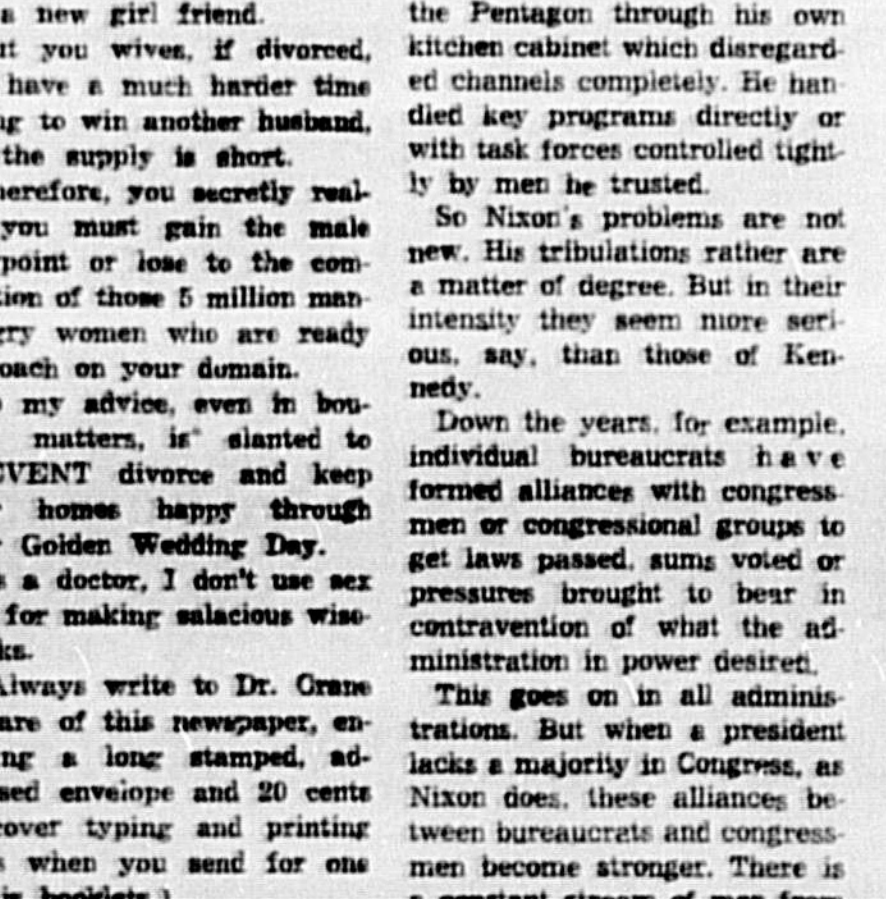 a new girl friend.
you wives, if divorced,
have a much harder time
to win another husband,
the supply is short.
you secretly real-
you must gain the male
point or lose to the com-
of those 5 million man-
women who are ready
on your domain.
my advice, even in bou-
matters, is slanted to
divorce and keep
homes happy through
Golden Wedding Day.
a doctor, I don't use sex
for making salacious wise-
Always write to Dr. Crane
of this newspaper, en-
a long stamped, ad-
envelope and 20 cents
typing and printing
when you send for one
booklets.)
the Pentagon through his own
kitchen cabinet which disregard-
ed channels completely. He han-
dled key programs directly or
with task forces controlled tight-
ly by men he trusted.
So Nixon's problems are not
new. His tribulations rather are
a matter of degree. But in their
intensity they seem more seri-
ous, say, than those of Ken-
nedy.
Down the years, for example,
individual bureaucrats have
formed alliances with congress-
men or congressional groups to
get laws passed, sums voted or
pressures brought to bear in
contravention of what the ad-
ministration in power desired.
This goes on in all adminis-
trations. But when a president
lacks a majority in Congress, as
Nixon does, these alliances be-
tween bureaucrats and congress-
men become stronger. There is
a constant stream of men from